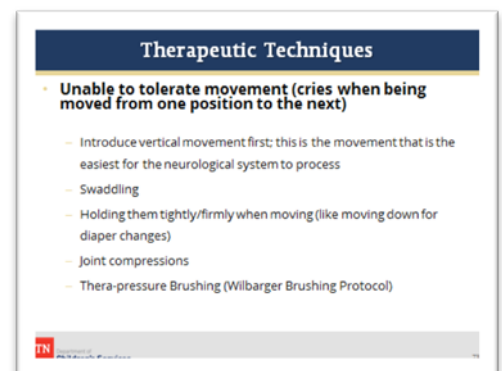 Therapeutic Techniques
• Unable to tolerate movement (cries when being
moved from one position to the next)
– Introduce vertical movement first; this is the movement that is the
easiest for the neurological system to process
– Swaddling
– Holding them tightly/firmly when moving (like moving down for
diaper changes)
– Joint compressions
– Thera-pressure Brushing (Wilbarger Brushing Protocol)
TN